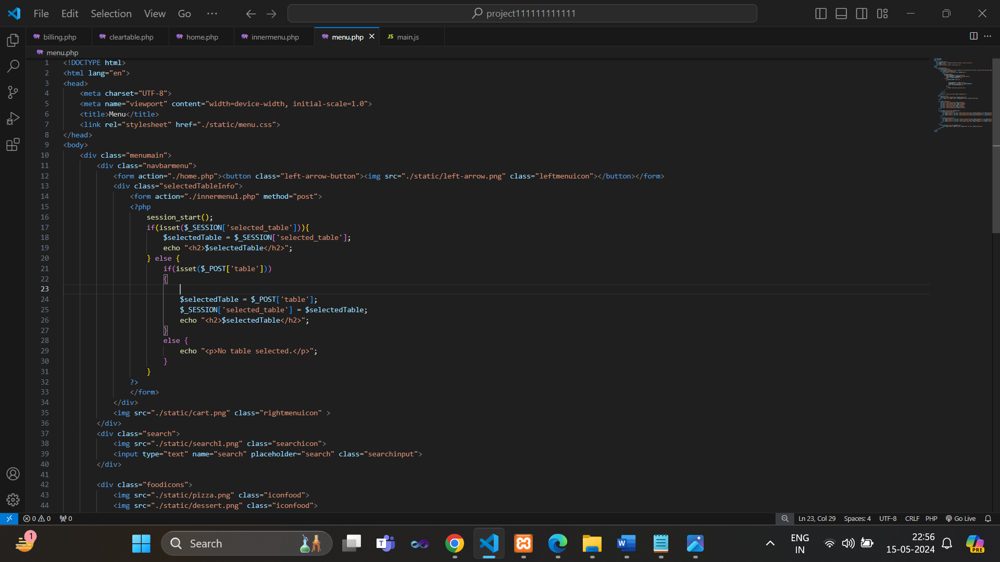 File Edit Selection View Go ··· project111111111111
billing.php cleartable.php home.php innermenu.php menu.php JS main.js
menu.php
1 <!DOCTYPE html>
2 <html lang="en">
3 <head>
4 <meta charset="UTF-8">
5 <meta name="viewport" content="width=device-width, initial-scale=1.0">
6 <title>Menu</title>
7 <link rel="stylesheet" href="./static/menu.css">
8 </head>
9 <body>
10 <div class="menumain">
11 <div class="navbarmenu">
12 <form action="./home.php"><button class="left-arrow-button"><img src="./static/left-arrow.png" class="leftmenuicon"></button></form>
13 <div class="selectedTableInfo">
14 <form action="./innermenu1.php" method="post">
15 <?php
16 session_start();
17 if(isset($_SESSION['selected_table'])){
18 $selectedTable = $_SESSION['selected_table'];
19 echo "<h2>$selectedTable</h2>";
20 } else {
21 if(isset($_POST['table']))
22 {
23
24 $selectedTable = $_POST['table'];
25 $_SESSION['selected_table'] = $selectedTable;
26 echo "<h2>$selectedTable</h2>";
27 }
28 else {
29 echo "<p>No table selected.</p>";
30 }
31 }
32 ?>
33 </form>
34 </div>
35 <img src="./static/cart.png" class="rightmenuicon" >
36 </div>
37 <div class="search">
38 <img src="./static/search1.png" class="searchicon">
39 <input type="text" name="search" placeholder="search" class="searchinput">
40 </div>
41
42 <div class="foodicons">
43 <img src="./static/pizza.png" class="iconfood">
44 <img src="./static/dessert.png" class="iconfood">
0 0 0 Ln 23, Col 29 Spaces: 4 UTF-8 CRLF PHP Go Live
1 Search ENG 22:56
IN 15-05-2024 PRE